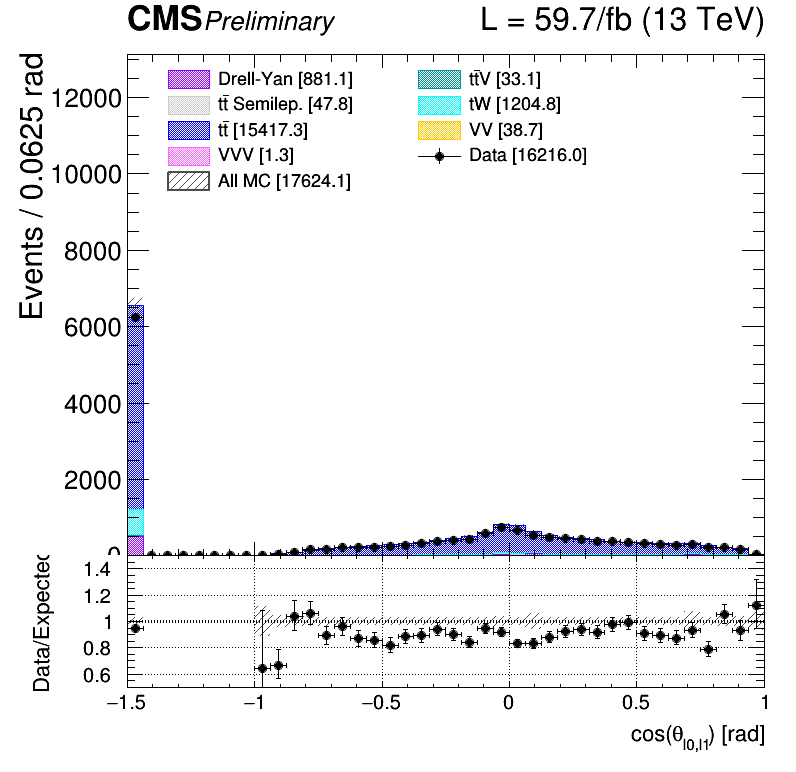 CMS Preliminary L = 59.7/fb (13 TeV)
Events / 0.0625 rad
Drell-Yan [881.1]
tt̄ Semilep. [47.8]
tt̄ [15417.3]
VVV [1.3]
All MC [17624.1]
tt̄V [33.1]
tW [1204.8]
VV [38.7]
Data [16216.0]
12000
10000
8000
6000
4000
2000
0
Data/Expected
1.4
1.2
1
0.8
0.6
−1.5 −1 −0.5 0 0.5 1
cos(θ_l0,l1) [rad]